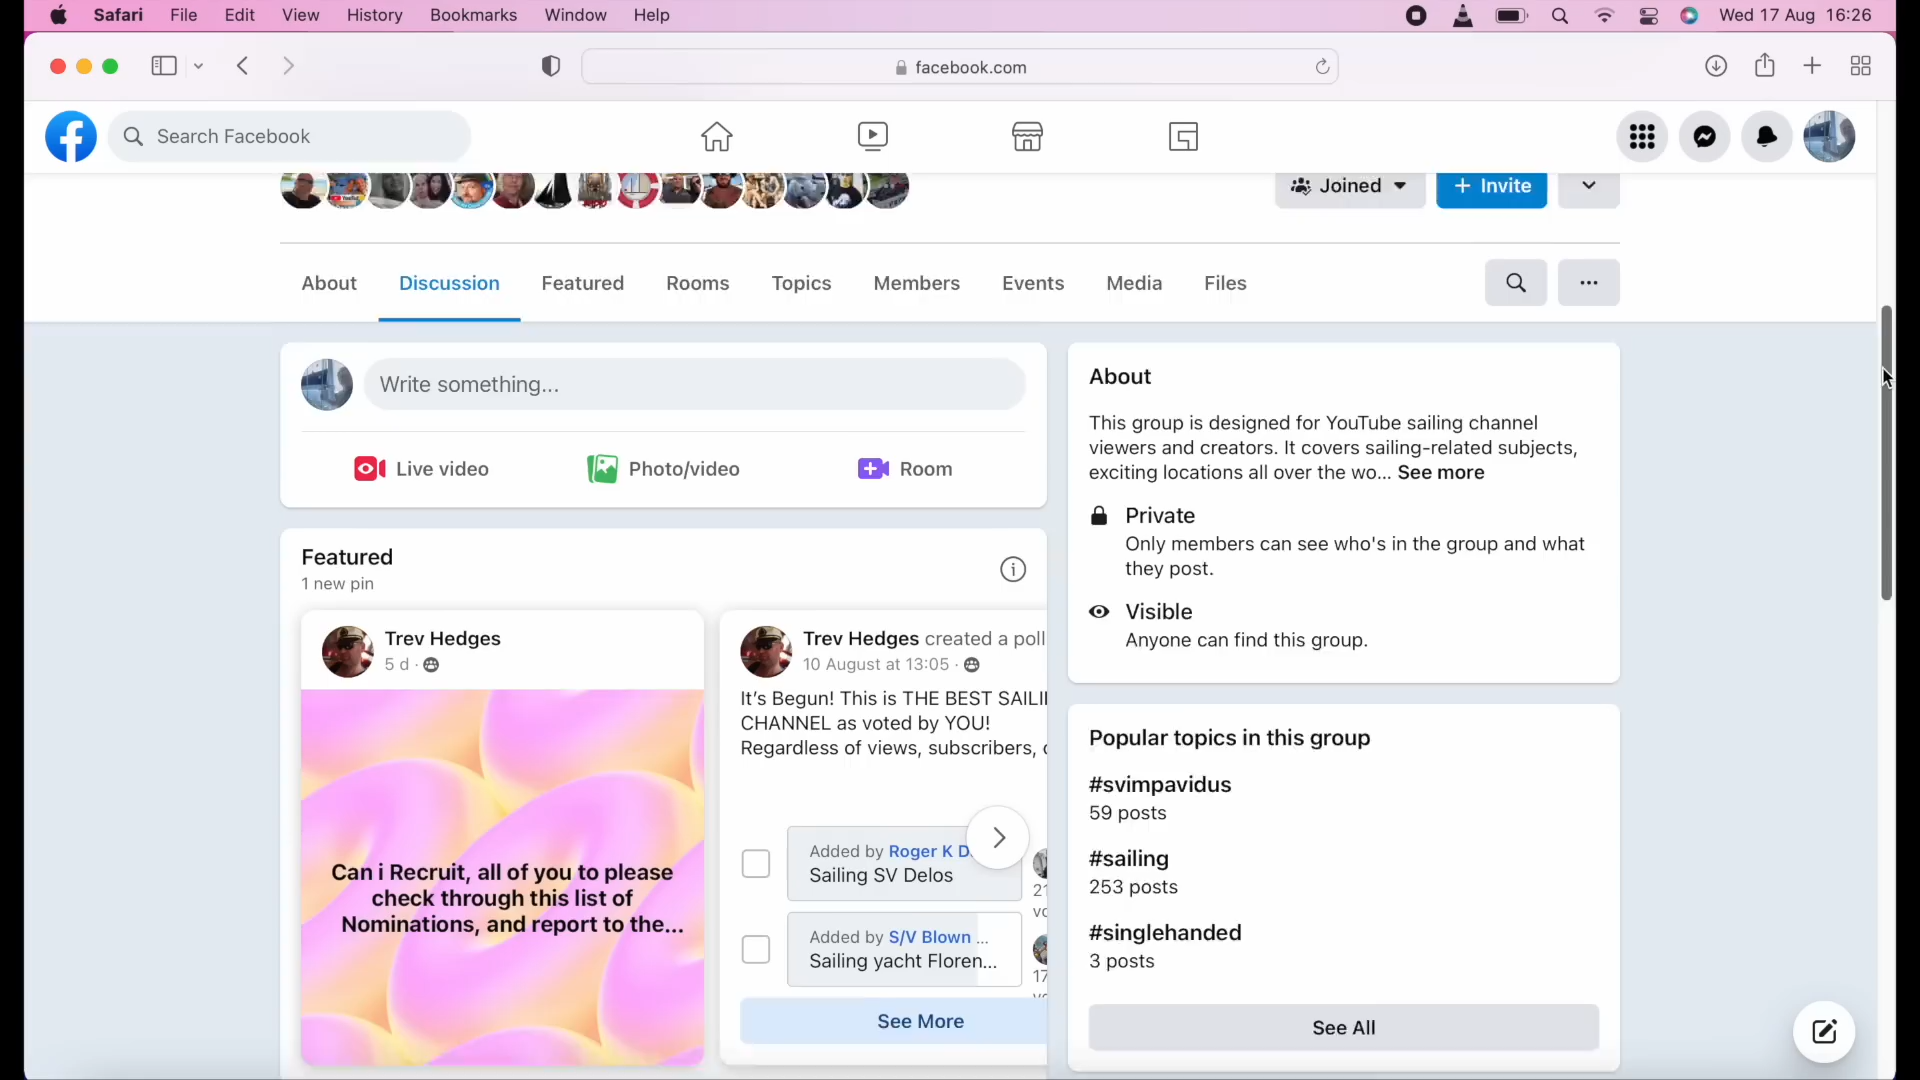 Safari File Edit View History Bookmarks Window Help Wed 17 Aug 16:26
facebook.com
Search Facebook
Joined + Invite
About Discussion Featured Rooms Topics Members Events Media Files
Write something...
Live video Photo/video Room
Featured
1 new pin
Trev Hedges
5 d ·
Can i Recruit, all of you to please
check through this list of
Nominations, and report to the...
Trev Hedges created a poll
10 August at 13:05 ·
It's Begun! This is THE BEST
CHANNEL as voted by YOU!
Regardless of views, subscribers,
Added by Roger K
Sailing SV Delos
Added by S/V Blown ...
Sailing yacht Floren...
See More
About
This group is designed for YouTube sailing channel
viewers and creators. It covers sailing-related subjects,
exciting locations all over the wo... See more
Private
Only members can see who's in the group and what
they post.
Visible
Anyone can find this group.
Popular topics in this group
#svimpavidus
59 posts
#sailing
253 posts
#singlehanded
3 posts
See All